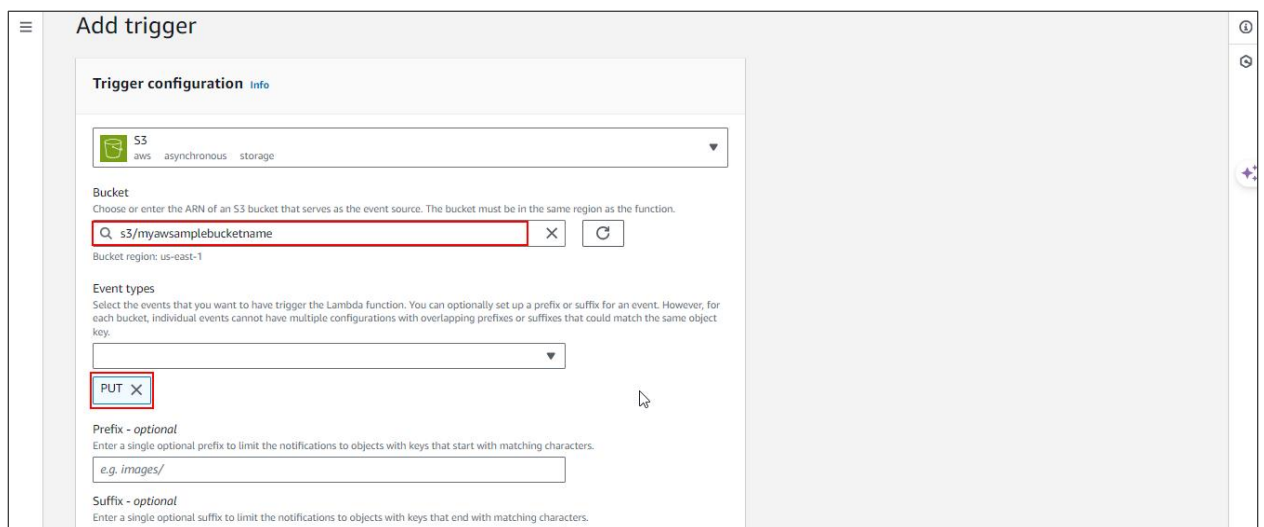 Add trigger
Trigger configuration Info
S3
aws asynchronous storage
Bucket
Choose or enter the ARN of an S3 bucket that serves as the event source. The bucket must be in the same region as the function.
s3/myawsamplebucketname
Bucket region: us-east-1
Event types
Select the events that you want to have trigger the Lambda function. You can optionally set up a prefix or suffix for an event. However, for
each bucket, individual events cannot have multiple configurations with overlapping prefixes or suffixes that could match the same object
key.
PUT
Prefix - optional
Enter a single optional prefix to limit the notifications to objects with keys that start with matching characters.
e.g. images/
Suffix - optional
Enter a single optional suffix to limit the notifications to objects with keys that end with matching characters.